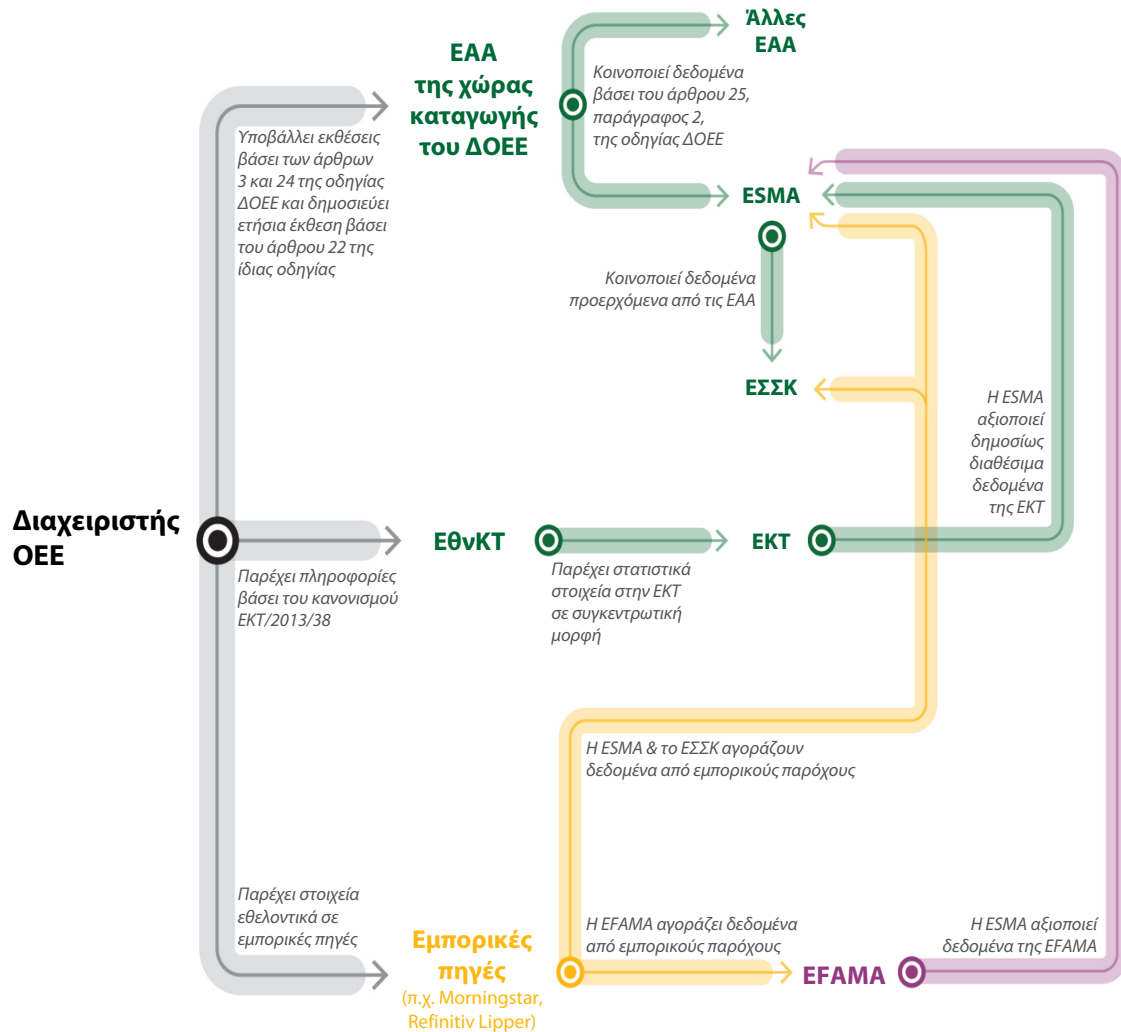 Άλλες
ΕΑΑ
ΕΑΑ
της χώρας
καταγωγής
του ΔΟΕΕ
Κοινοποιεί δεδομένα
βάσει του άρθρου 25,
παράγραφος 2,
της οδηγίας ΔΟΕΕ
Υποβάλλει εκθέσεις
βάσει των άρθρων
3 και 24 της οδηγίας
ΔΟΕΕ και δημοσιεύει
ετήσια έκθεση βάσει
του άρθρου 22 της
ίδιας οδηγίας
ESMA
Κοινοποιεί δεδομένα
προερχόμενα από τις ΕΑΑ
ΕΣΣΚ
Η ESMA
αξιοποιεί
δημοσίως
διαθέσιμα
δεδομένα
της ΕΚΤ
Διαχειριστής
ΟΕΕ
ΕθνΚΤ
ΕΚΤ
Παρέχει πληροφορίες
βάσει του κανονισμού
ΕΚΤ/2013/38
Παρέχει στατιστικά
στοιχεία στην ΕΚΤ
σε συγκεντρωτική
μορφή
Η ESMA & το ΕΣΣΚ αγοράζουν
δεδομένα από εμπορικούς παρόχους
Παρέχει στοιχεία
εθελοντικά σε
εμπορικές πηγές
Εμπορικές
πηγές
(π.χ. Morningstar,
Refinitiv Lipper)
Η EFAMA αγοράζει δεδομένα
από εμπορικούς παρόχους
EFAMA
Η ESMA αξιοποιεί
δεδομένα της EFAMA